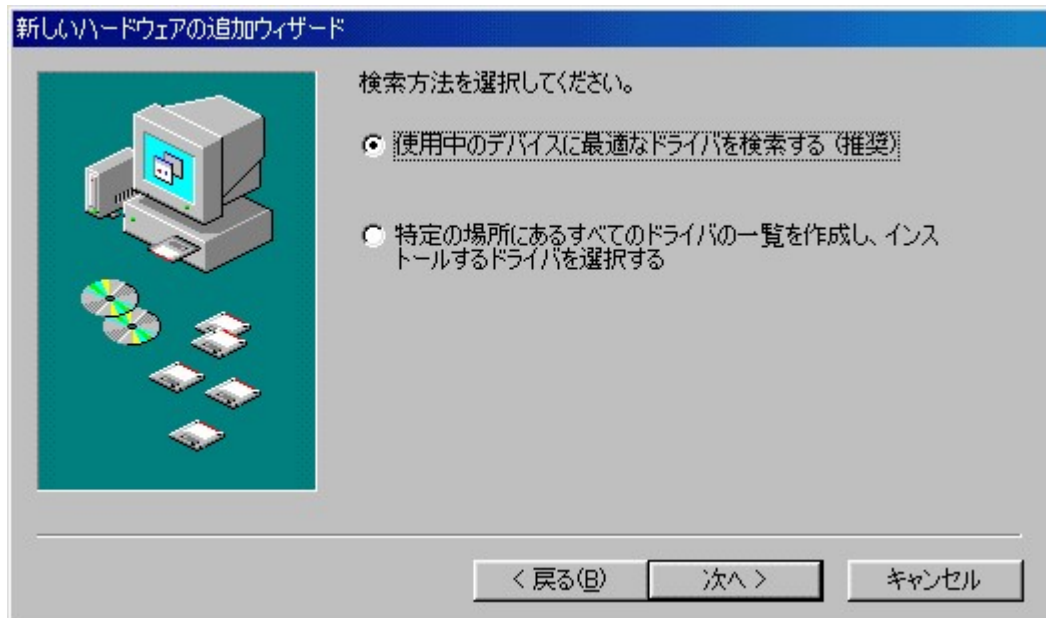 新しいハードウェアの追加ウィザード
検索方法を選択してください。
使用中のデバイスに最適なドライバを検索する (推奨)
特定の場所にあるすべてのドライバの一覧を作成し、インス
トールするドライバを選択する
< 戻る(B)
次へ >
キャンセル